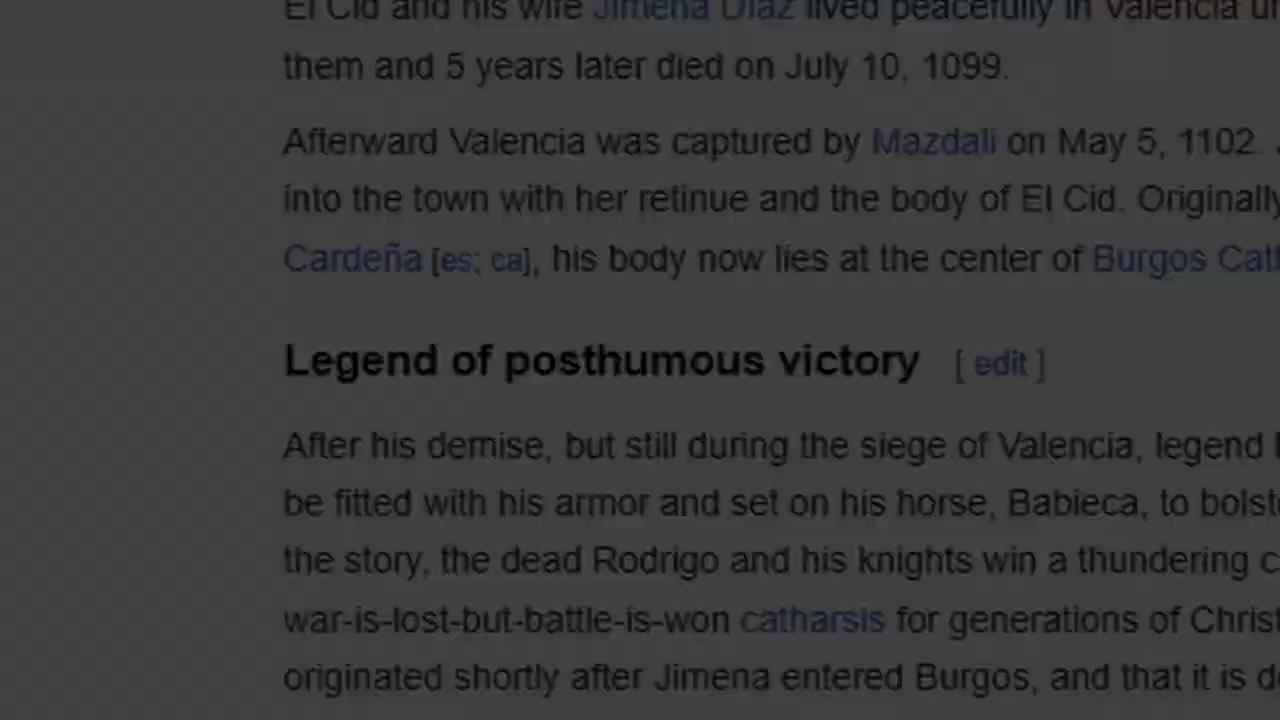 El Cid and his wife Jimena Díaz lived peacefully in Valencia
them and 5 years later died on July 10, 1099.
Afterward Valencia was captured by Mazdali on May 5, 1102.
into the town with her retinue and the body of El Cid. Originally
Cardeña [es; ca], his body now lies at the center of Burgos
Legend of posthumous victory [ edit ]
After his demise, but still during the siege of Valencia, legend
be fitted with his armor and set on his horse, Babieca, to
the story, the dead Rodrigo and his knights win a thundering
war-is-lost-but-battle-is-won catharsis for generations of
originated shortly after Jimena entered Burgos, and that it is